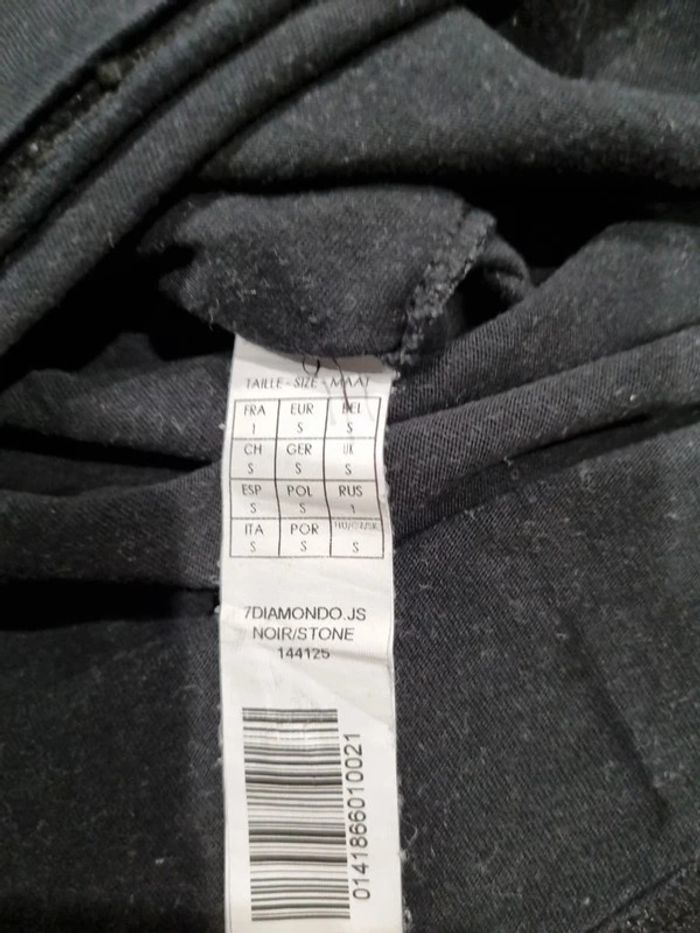 TAILLE - SIZE - MAAT
FRA EUR BEL
1 S S
CH GER UK
S S S
ESP POL RUS
S S 1
ITA POR
S S S
7DIAMONDO.JS
NOIR/STONE
144125
0141866010021